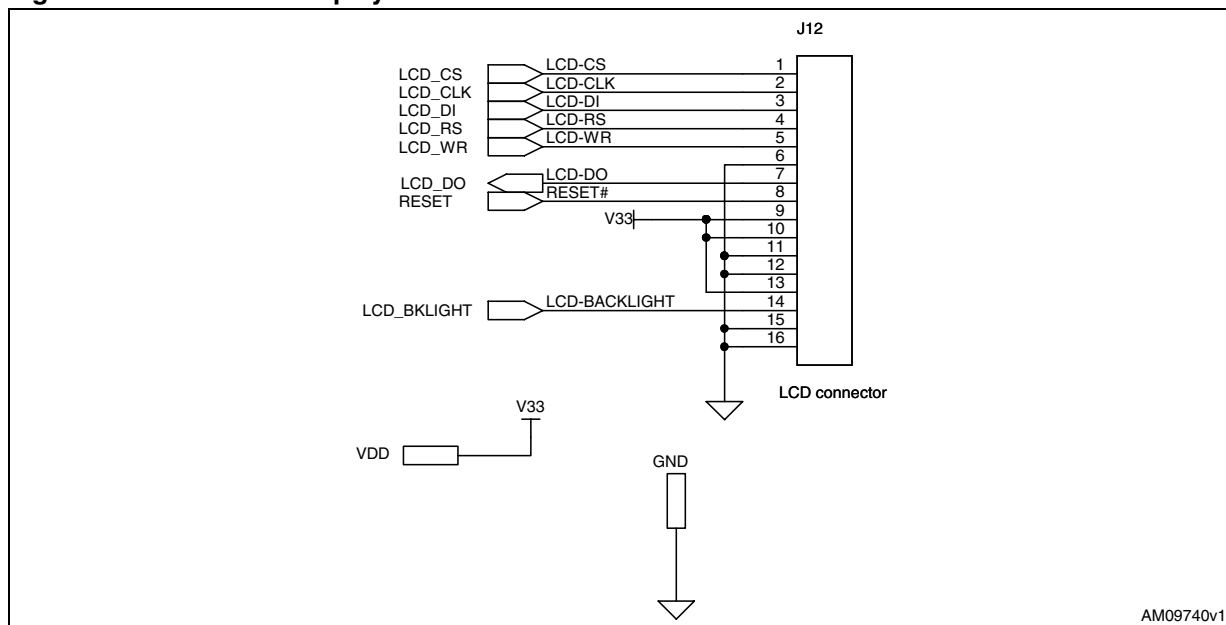 J12
LCD_CS LCD-CS 1
LCD_CLK LCD-CLK 2
LCD_DI LCD-DI 3
LCD_RS LCD-RS 4
LCD_WR LCD-WR 5
6
LCD_DO LCD-DO 7
RESET RESET# 8
V33 9
10
11
12
13
LCD_BKLIGHT LCD-BACKLIGHT 14
15
16
LCD connector
V33
VDD
GND
AM09740v1